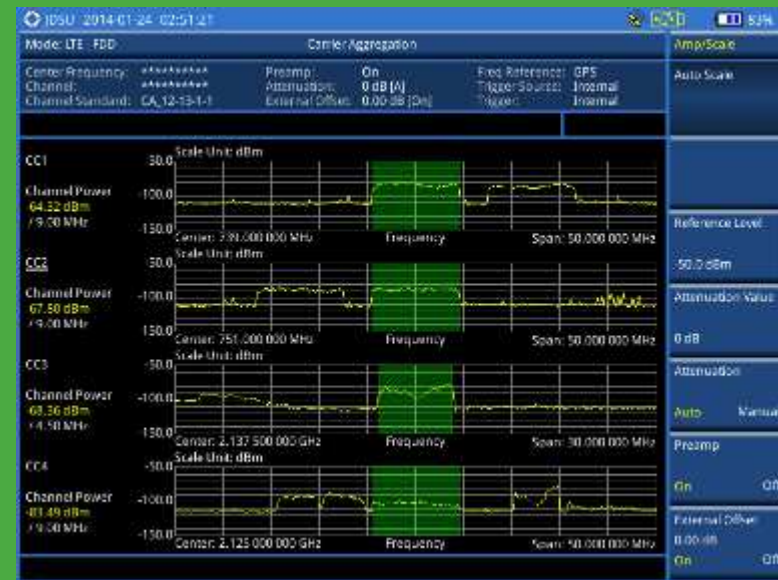 JDSU 2014-01-24 02:51:21 83%
Mode: LTE - FDD Carrier Aggregation Amp/Scale
Center Frequency: ********* Preamp: On Freq Reference: GPS
Channel: ********* Attenuation: 0 dB [A] Trigger Source: Internal
Channel Standard: CA_12-13-1-1 External Offset: 0.00 dB [On] Trigger: Internal
Auto Scale
CC1
Scale Unit: dBm
-50.0
Channel Power
-64.32 dBm
/ 9.00 MHz
-100.0
-150.0
Center: 739.000 000 MHz Frequency Span: 50.000 000 MHz
CC2
Scale Unit: dBm
-50.0
Channel Power
-67.80 dBm
/ 9.00 MHz
-100.0
-150.0
Center: 751.000 000 MHz Frequency Span: 50.000 000 MHz
CC3
Scale Unit: dBm
-50.0
Channel Power
-68.36 dBm
/ 4.50 MHz
-100.0
-150.0
Center: 2.137 500 000 GHz Frequency Span: 30.000 000 MHz
CC4
Scale Unit: dBm
-50.0
Channel Power
-83.49 dBm
/ 9.00 MHz
-100.0
-150.0
Center: 2.125 000 000 GHz Frequency Span: 50.000 000 MHz
Reference Level
-50.0 dBm
Attenuation Value
0 dB
Attenuation
Auto Manual
Preamp
On Off
External Offset
0.00 dB
On Off